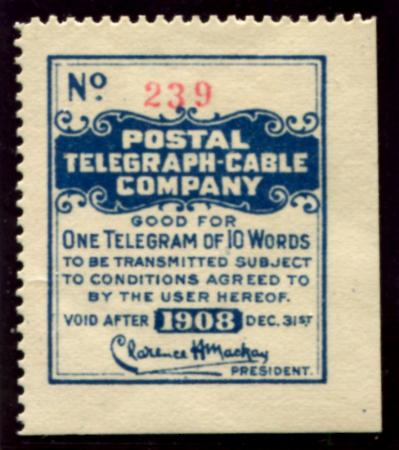 Nº. 239
POSTAL
TELEGRAPH-CABLE
COMPANY
GOOD FOR
ONE TELEGRAM OF 10 WORDS
TO BE TRANSMITTED SUBJECT
TO CONDITIONS AGREED TO
BY THE USER HEREOF.
VOID AFTER 1908 DEC. 31ST
Clarence H Mackay
PRESIDENT.